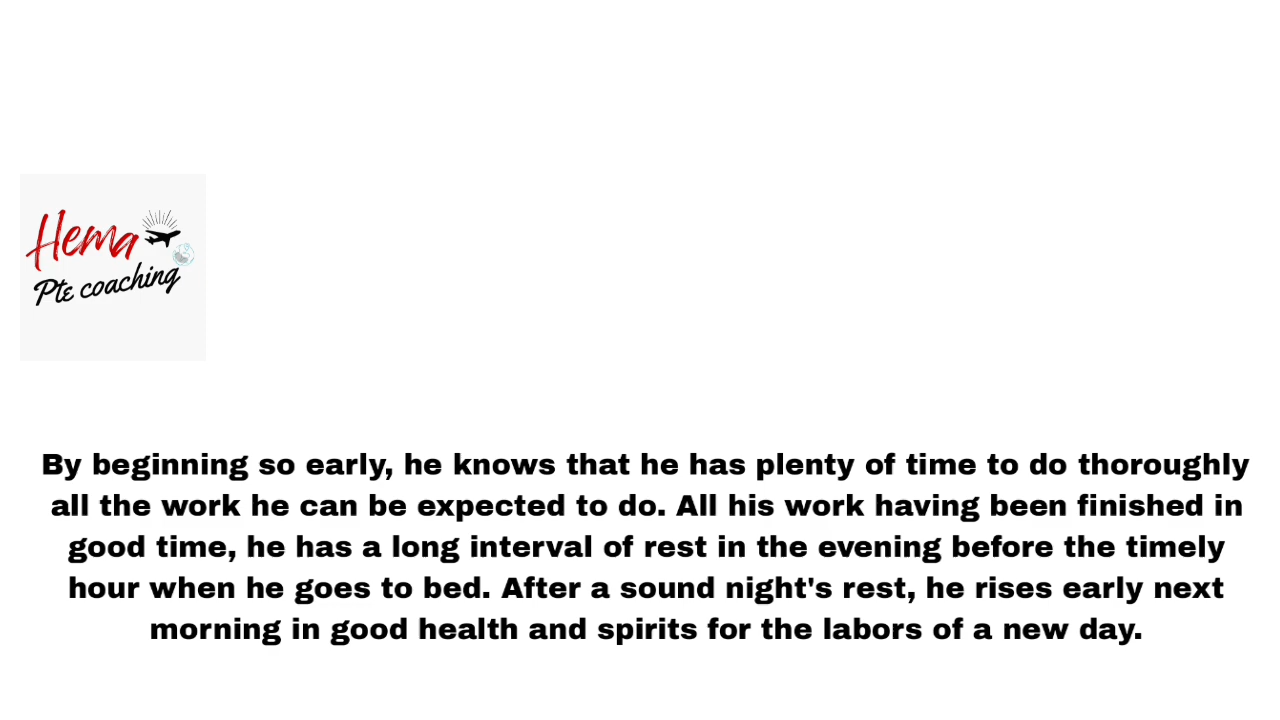 Hema
Pte coaching
By beginning so early, he knows that he has plenty of time to do thoroughly
all the work he can be expected to do. All his work having been finished in
good time, he has a long interval of rest in the evening before the timely
hour when he goes to bed. After a sound night's rest, he rises early next
morning in good health and spirits for the labors of a new day.